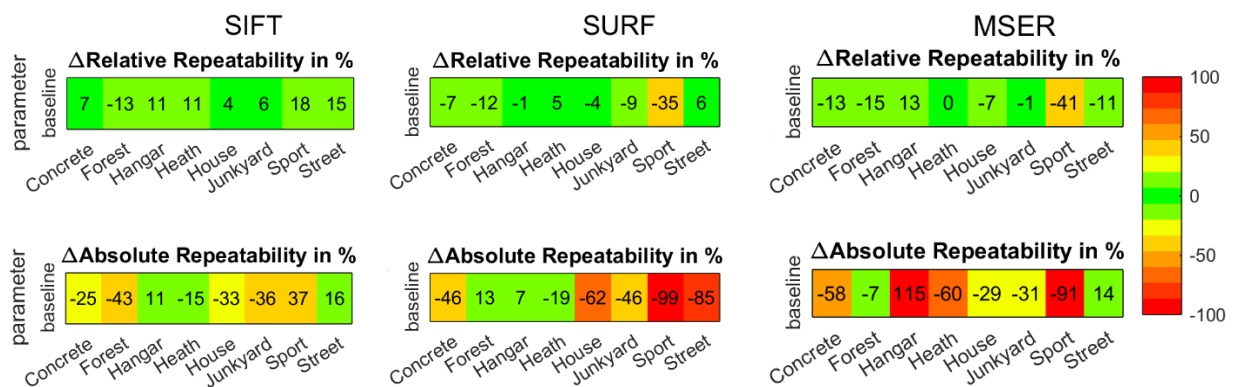 SIFT SURF MSER
ΔRelative Repeatability in % ΔRelative Repeatability in % ΔRelative Repeatability in %
parameter
baseline 7 -13 11 11 4 6 18 15
baseline -7 -12 -1 5 -4 -9 -35 6
baseline -13 -15 13 0 -7 -1 -41 -11
Concrete Forest Hangar Heath House Junkyard Sport Street
Concrete Forest Hangar Heath House Junkyard Sport Street
Concrete Forest Hangar Heath House Junkyard Sport Street
ΔAbsolute Repeatability in % ΔAbsolute Repeatability in % ΔAbsolute Repeatability in %
parameter
baseline -25 -43 11 -15 -33 -36 37 16
baseline -46 13 7 -19 -62 -46 -99 -85
baseline -58 -7 115 -60 -29 -31 -91 14
Concrete Forest Hangar Heath House Junkyard Sport Street
Concrete Forest Hangar Heath House Junkyard Sport Street
Concrete Forest Hangar Heath House Junkyard Sport Street
100
50
0
-50
-100